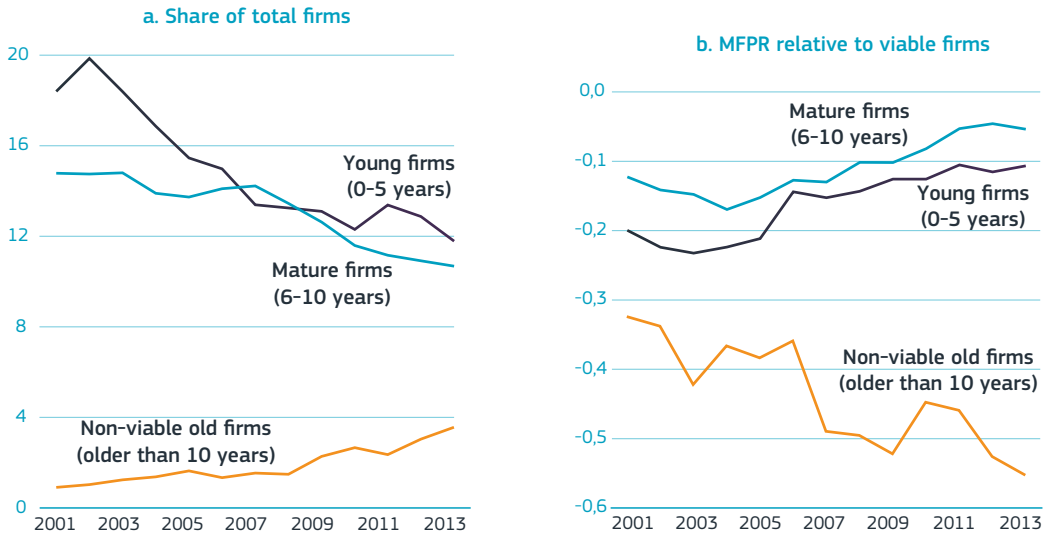 a. Share of total firms
20
16
12
8
4
0
Young firms
(0-5 years)
Mature firms
(6-10 years)
Non-viable old firms
(older than 10 years)
2001 2003 2005 2007 2009 2011 2013
b. MFPR relative to viable firms
0,0
-0,1
-0,2
-0,3
-0,4
-0,5
-0,6
Mature firms
(6-10 years)
Young firms
(0-5 years)
Non-viable old firms
(older than 10 years)
2001 2003 2005 2007 2009 2011 2013